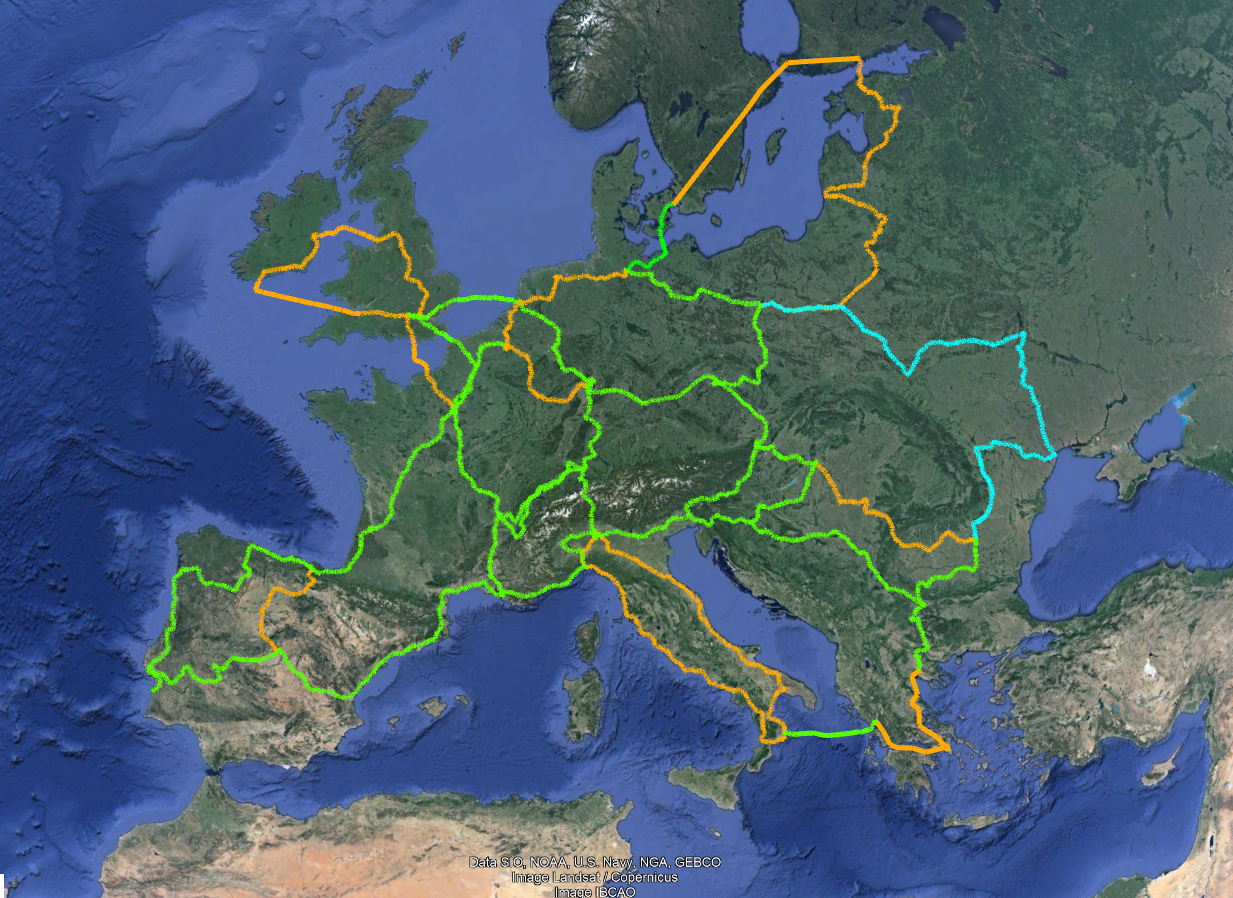 Data SIO, NOAA, U.S. Navy, NGA, GEBCO
Image Landsat / Copernicus
Image IBCAO